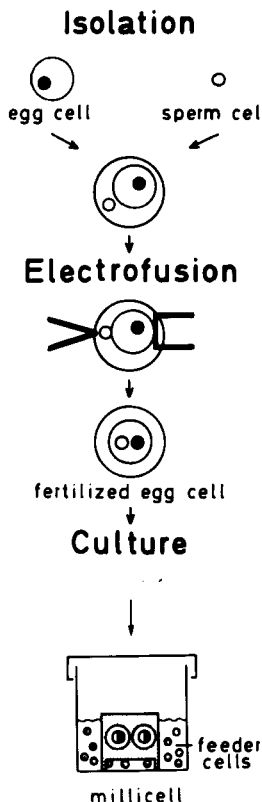 Isolation
egg cell sperm cel
Electrofusion
fertilized egg cell
Culture
feeder
cells
millicell